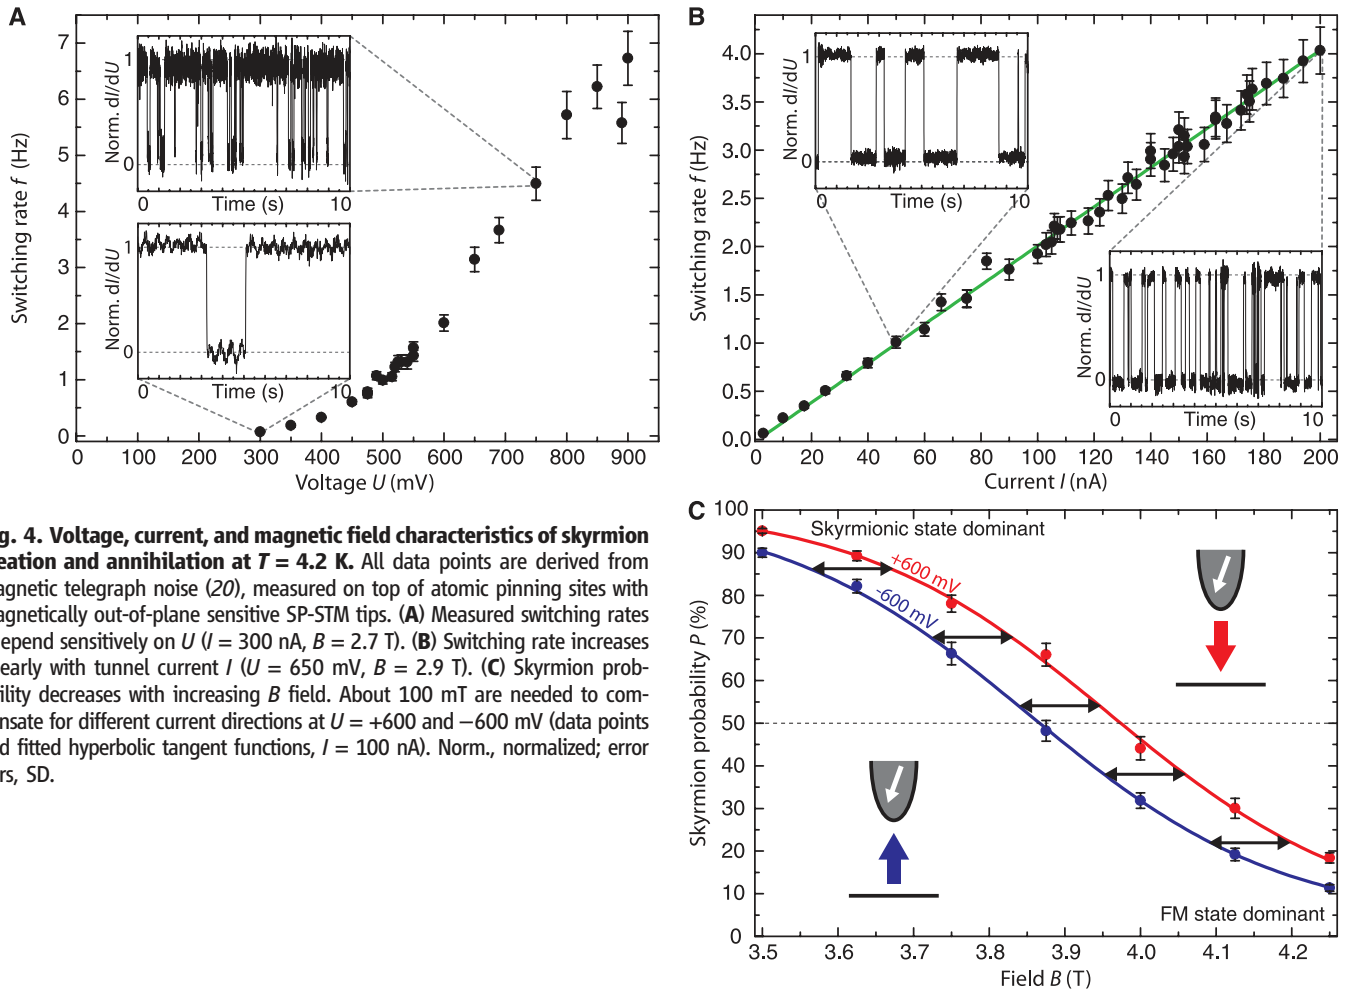 A
7
6
5
4
3
2
1
0
Switching rate f (Hz)
0 100 200 300 400 500 600 700 800 900
Voltage U (mV)
Norm. dI/dU
1
0
0 Time (s) 10
Norm. dI/dU
1
0
0 Time (s) 10
B
4.0
3.5
3.0
2.5
2.0
1.5
1.0
0.5
0.0
Switching rate f (Hz)
0 20 40 60 80 100 120 140 160 180 200
Current I (nA)
Norm. dI/dU
1
0
0 Time (s) 10
Norm. dI/dU
1
0
0 Time (s) 10
g. 4. Voltage, current, and magnetic field characteristics of skyrmion
eation and annihilation at T = 4.2 K. All data points are derived from
agnetic telegraph noise (20), measured on top of atomic pinning sites with
agnetically out-of-plane sensitive SP-STM tips. (A) Measured switching rates
epend sensitively on U (I = 300 nA, B = 2.7 T). (B) Switching rate increases
early with tunnel current I (U = 650 mV, B = 2.9 T). (C) Skyrmion prob-
ility decreases with increasing B field. About 100 mT are needed to com-
nsate for different current directions at U = +600 and −600 mV (data points
d fitted hyperbolic tangent functions, I = 100 nA). Norm., normalized; error
rs, SD.
C
100
90
80
70
60
50
40
30
20
10
0
Skyrmion probability P (%)
Skyrmionic state dominant
+600 mV
-600 mV
FM state dominant
3.5 3.6 3.7 3.8 3.9 4.0 4.1 4.2
Field B (T)